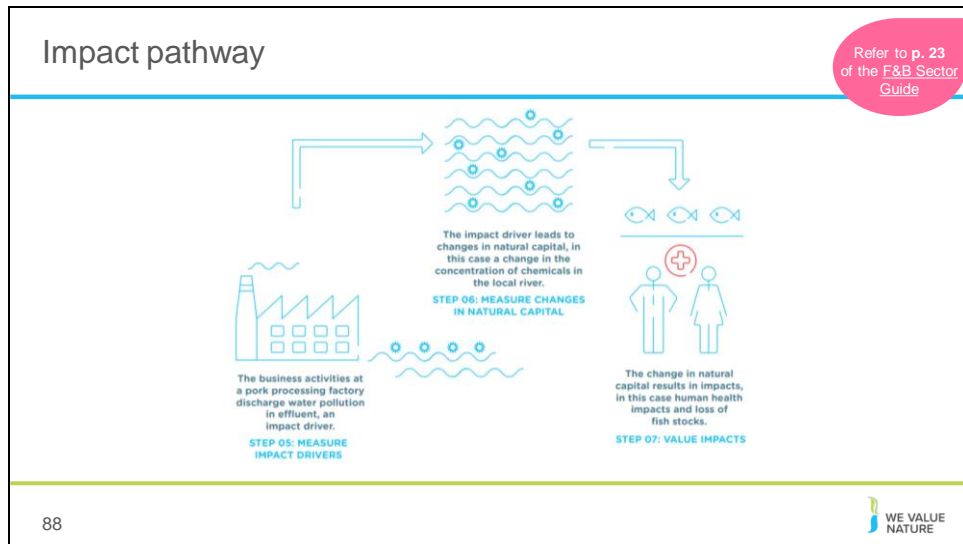 Impact pathway
Refer to p. 23
of the F&B Sector
Guide
The impact driver leads to
changes in natural capital, in
this case a change in the
concentration of chemicals in
the local river.
STEP 06: MEASURE CHANGES
IN NATURAL CAPITAL
The business activities at
a pork processing factory
discharge water pollution
in effluent, an
impact driver.
STEP 05: MEASURE
IMPACT DRIVERS
The change in natural
capital results in impacts,
in this case human health
impacts and loss of
fish stocks.
STEP 07: VALUE IMPACTS
88
WE VALUE
NATURE